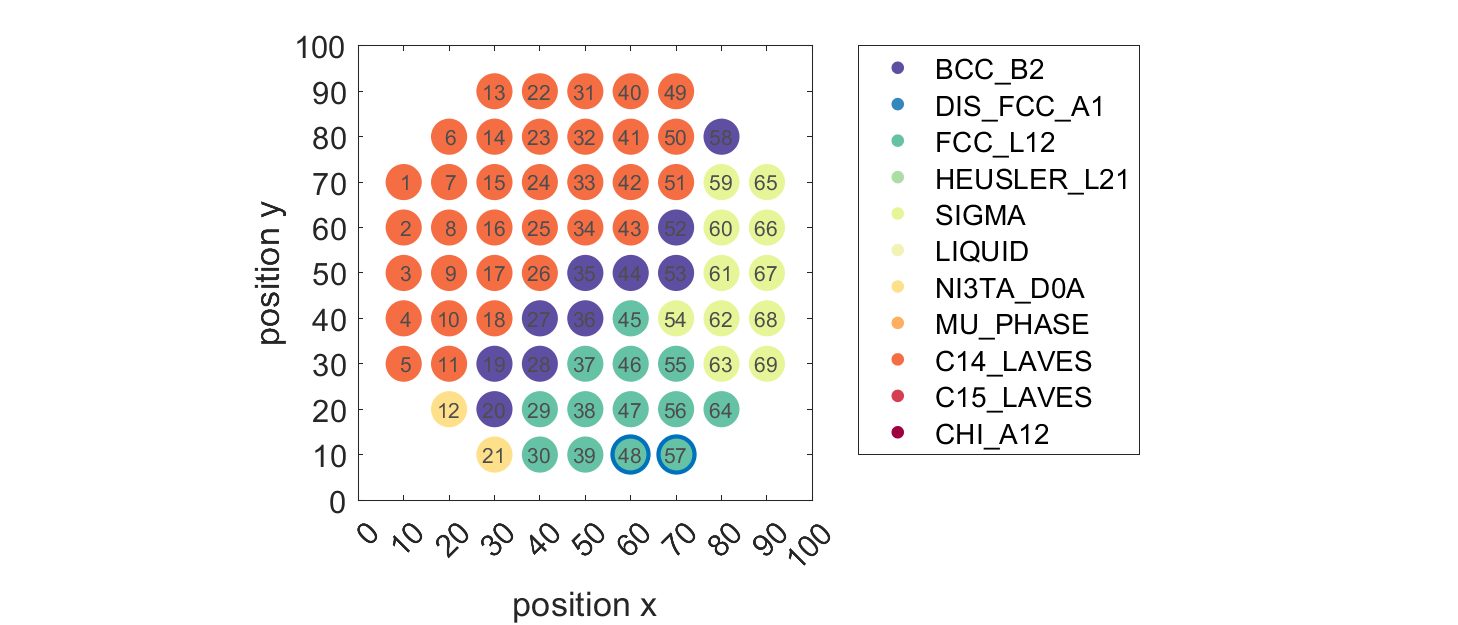 100
90
80
70
60
50
40
30
20
10
0
position y
13 22 31 40 49
6 14 23 32 41 50 58
1 7 15 24 33 42 51 59 65
2 8 16 25 34 43 52 60 66
3 9 17 26 35 44 53 61 67
4 10 18 27 36 45 54 62 68
5 11 19 28 37 46 55 63 69
12 20 29 38 47 56 64
21 30 39 48 57
0 10 20 30 40 50 60 70 80 90 100
position x
BCC_B2
DIS_FCC_A1
FCC_L12
HEUSLER_L21
SIGMA
LIQUID
NI3TA_D0A
MU_PHASE
C14_LAVES
C15_LAVES
CHI_A12